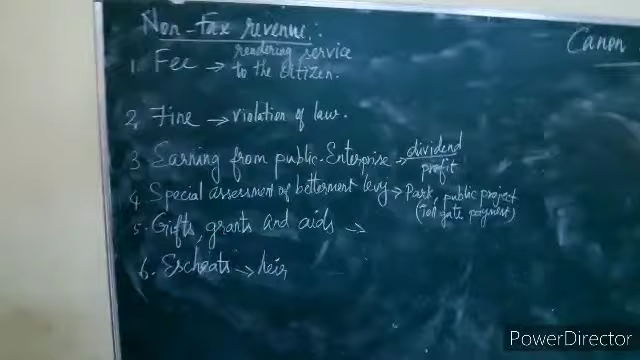 Non-Tax revenue:
Canon
1. Fee → rendering service
to the citizen.
2. Fine → violation of law.
3 Earning from public Enterprise → dividend
profit
4 Special assessment of betterment levy → Park, public project
(Toll gate payment)
5. Gifts, grants and aids →
6. Escheats → heir
PowerDirector